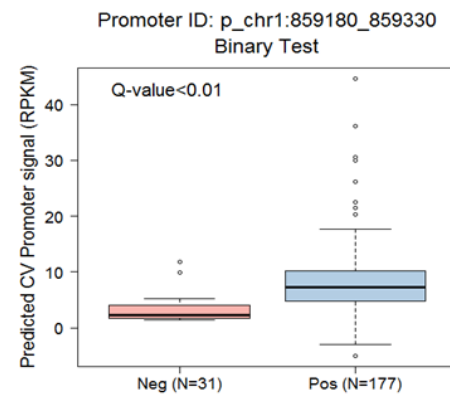 Promoter ID: p_chr1:859180_859330
Binary Test
Q-value<0.01
Predicted CV Promoter signal (RPKM)
40
30
20
10
0
Neg (N=31)
Pos (N=177)